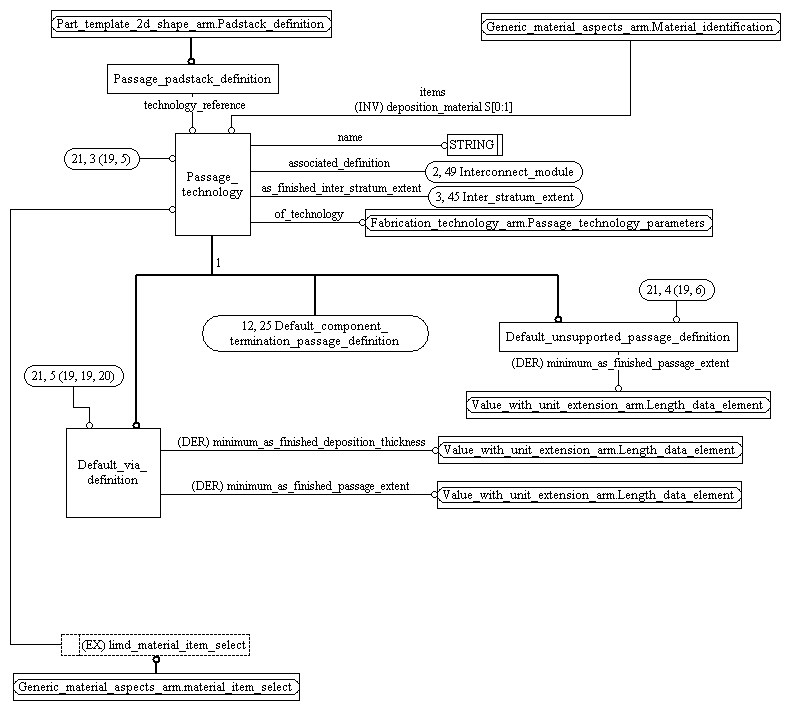 Part_template_2d_shape_arm.Padstack_definition
Generic_material_aspects_arm.Material_identification
Passage_padstack_definition
technology_reference
items
(INV) deposition_material S[0:1]
21, 3 (19, 5)
Passage_
technology
name
STRING
associated_definition
2, 49 Interconnect_module
as_finished_inter_stratum_extent
3, 45 Inter_stratum_extent
of_technology
Fabrication_technology_arm.Passage_technology_parameters
1
21, 4 (19, 6)
12, 25 Default_component_
termination_passage_definition
Default_unsupported_passage_definition
(DER) minimum_as_finished_passage_extent
21, 5 (19, 19, 20)
Value_with_unit_extension_arm.Length_data_element
Default_via_
definition
(DER) minimum_as_finished_deposition_thickness
Value_with_unit_extension_arm.Length_data_element
(DER) minimum_as_finished_passage_extent
Value_with_unit_extension_arm.Length_data_element
(EX) limd_material_item_select
Generic_material_aspects_arm.material_item_select